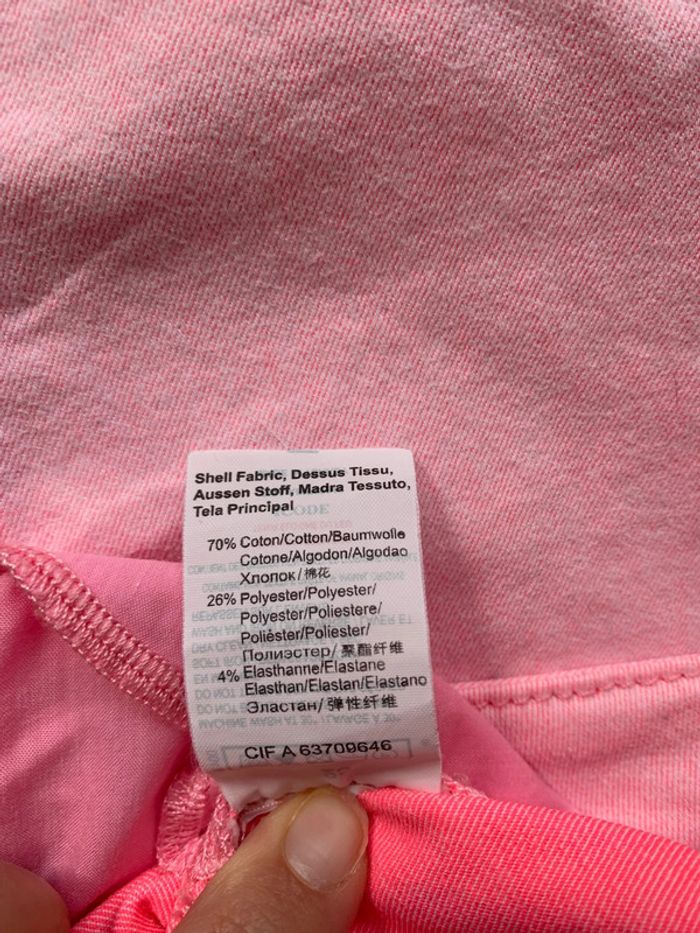 Shell Fabric, Dessus Tissu,
Aussen Stoff, Madra Tessuto,
Tela Principal
CODE
70% Coton/Cotton/Baumwolle
Cotone/Algodon/Algodao
Хлопок/棉花
26% Polyester/Polyester/
Polyester/Poliestere/
Poliėster/Poliester/
Полиэстер/聚酯纤维
4% Elasthanne/Elastane
Elasthan/Elastan/Elastano
Эластан/弹性纤维
CIF A 63709646